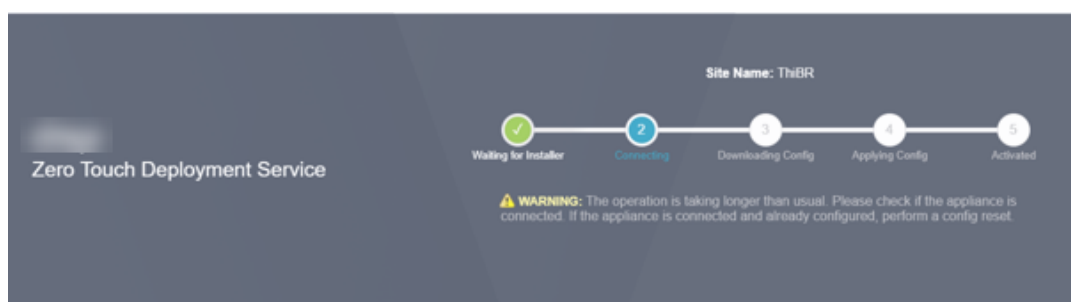 Site Name: ThiBR
✓ 2 3 4 5
Waiting for Installer Connecting Downloading Config Applying Config Activated
Zero Touch Deployment Service
WARNING: The operation is taking longer than usual. Please check if the appliance is
connected. If the appliance is connected and already configured, perform a config reset.